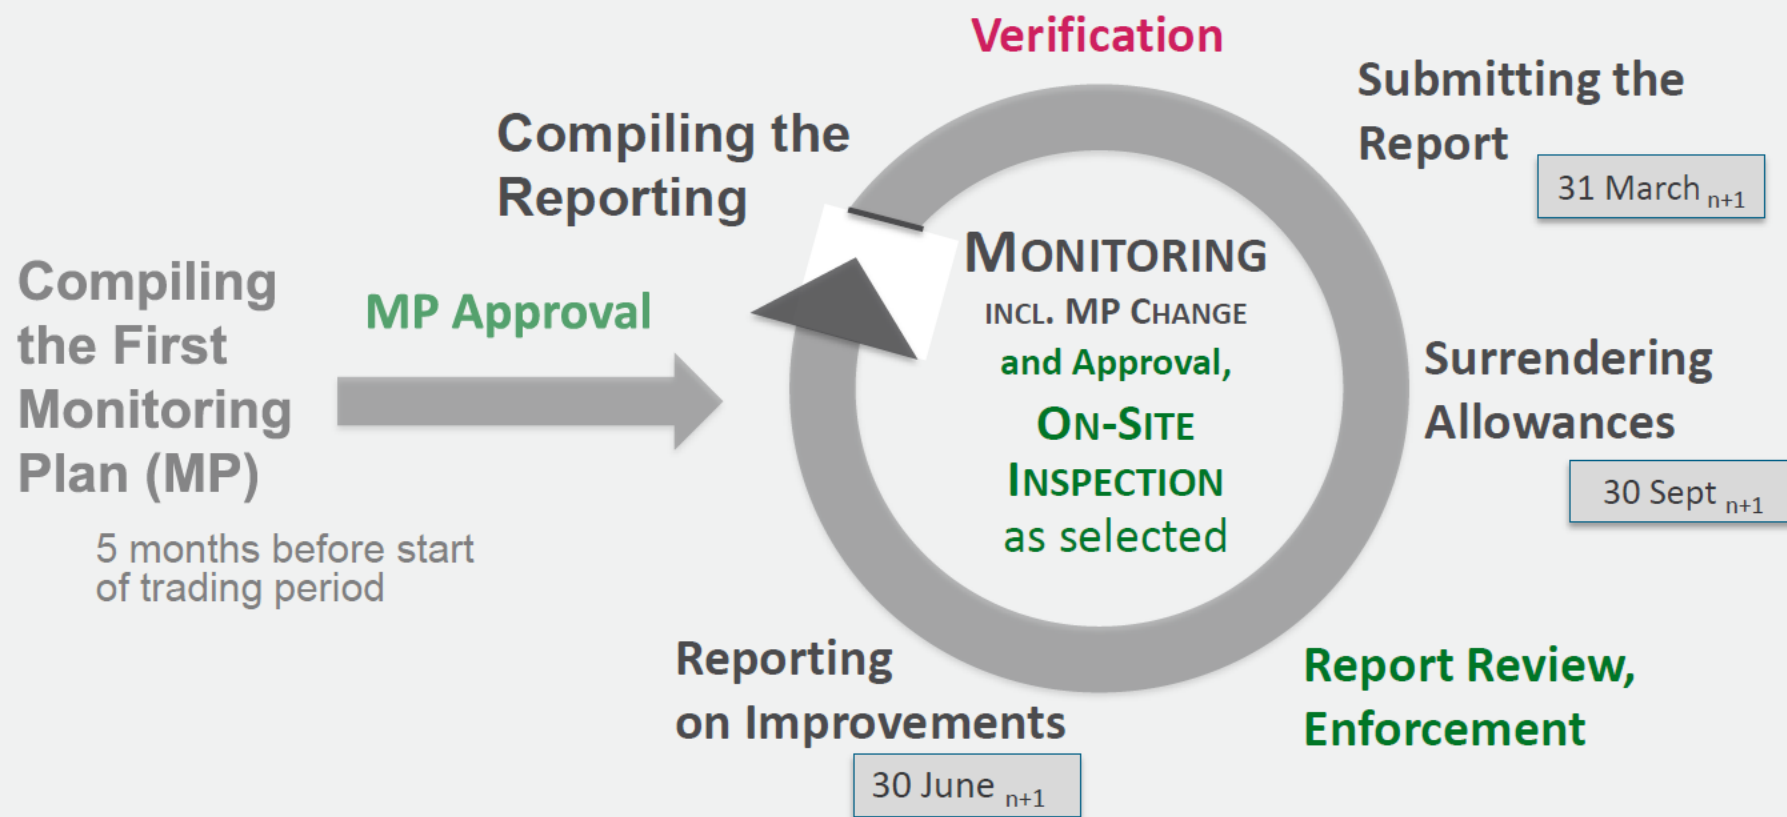 Verification
Submitting the
Report
31 March n+1
Compiling the
Reporting
Compiling
the First
Monitoring
Plan (MP)
5 months before start
of trading period
MP Approval
MONITORING
INCL. MP CHANGE
and Approval,
ON-SITE
INSPECTION
as selected
Surrendering
Allowances
30 Sept n+1
Report Review,
Enforcement
Reporting
on Improvements
30 June n+1